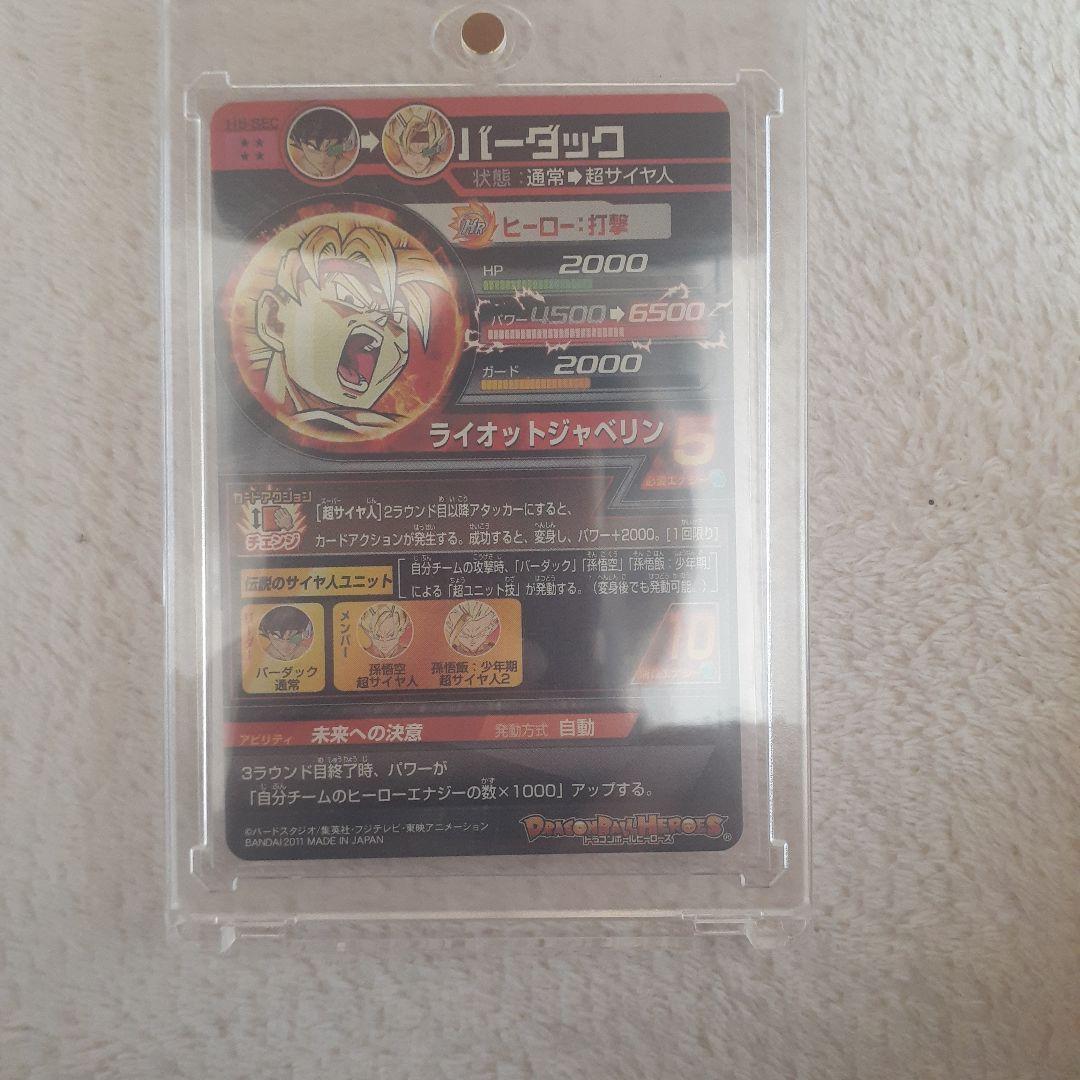 H5-SEC
★★
★★
バーダック
状態：通常➡超サイヤ人
HR ヒーロー：打撃
HP 2000
パワー 4500➡6500
ガード 2000
ライオットジャベリン 5
必要エナジー
カードアクション
チェンジ
[超サイヤ人]2ラウンド目以降アタッカーにすると、
カードアクションが発生する。成功すると、変身し、パワー+2000。[1回限り]
伝説のサイヤ人ユニット
自分チームの攻撃時、「バーダック」「孫悟空」「孫悟飯：少年期」
による「超ユニット技」が発動する。（変身後でも発動可能。）
リーダー
バーダック
通常
メンバー
孫悟空
超サイヤ人
孫悟飯：少年期
超サイヤ人2
10
必要エナジー
アビリティ 未来への決意 発動方式 自動
3ラウンド目終了時、パワーが
「自分チームのヒーローエナジーの数×1000」アップする。
©バードスタジオ/集英社・フジテレビ・東映アニメーション
BANDAI 2011 MADE IN JAPAN
DRAGONBALL HEROES®
ドラゴンボールヒーローズ